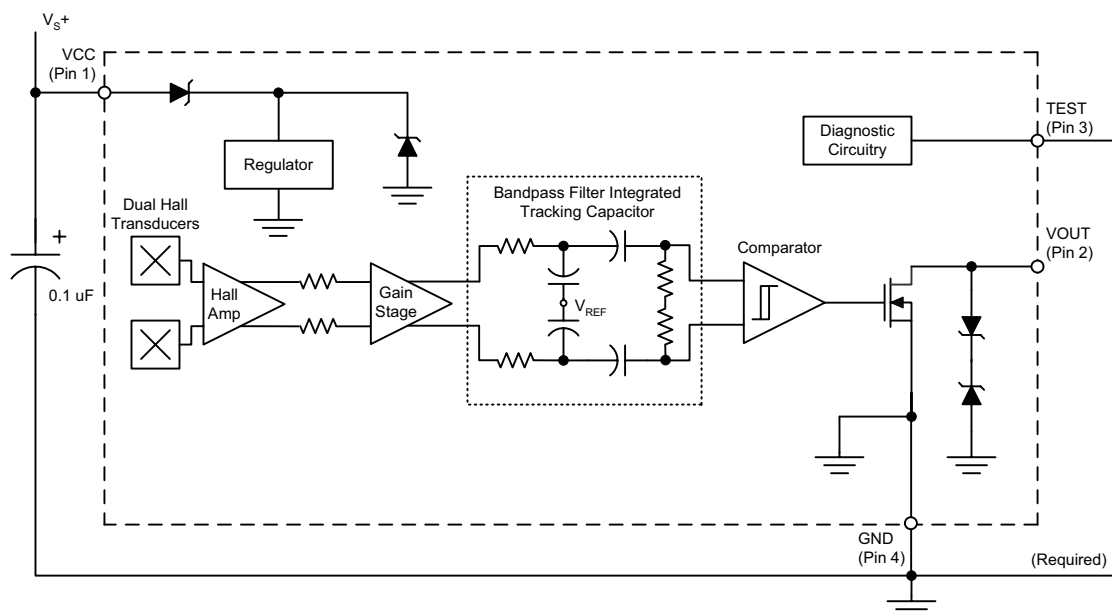 VS+
VCC
(Pin 1)
Regulator
Diagnostic
Circuitry
TEST
(Pin 3)
Dual Hall
Transducers
Bandpass Filter Integrated
Tracking Capacitor
Comparator
VOUT
(Pin 2)
+
0.1 uF
Hall
Amp
Gain
Stage
VREF
GND
(Pin 4)
(Required)